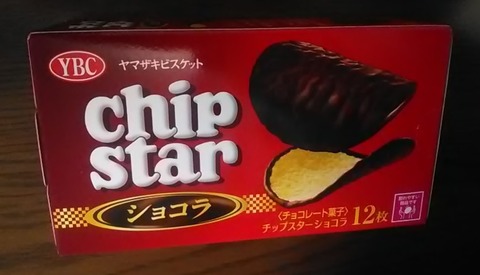 YBC
ヤマザキビスケット
chip
star
ショコラ
〈チョコレート菓子〉
チップスターショコラ 12枚